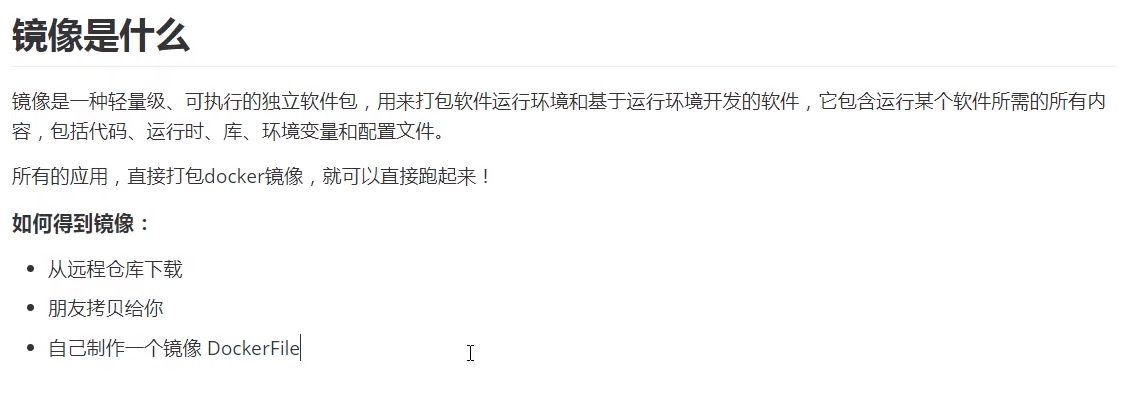 镜像是什么
镜像是一种轻量级、可执行的独立软件包，用来打包软件运行环境和基于运行环境开发的软件，它包含运行某个软件所需的所有内
容，包括代码、运行时、库、环境变量和配置文件。
所有的应用，直接打包docker镜像，就可以直接跑起来！
如何得到镜像：
从远程仓库下载
朋友拷贝给你
自己制作一个镜像 DockerFile